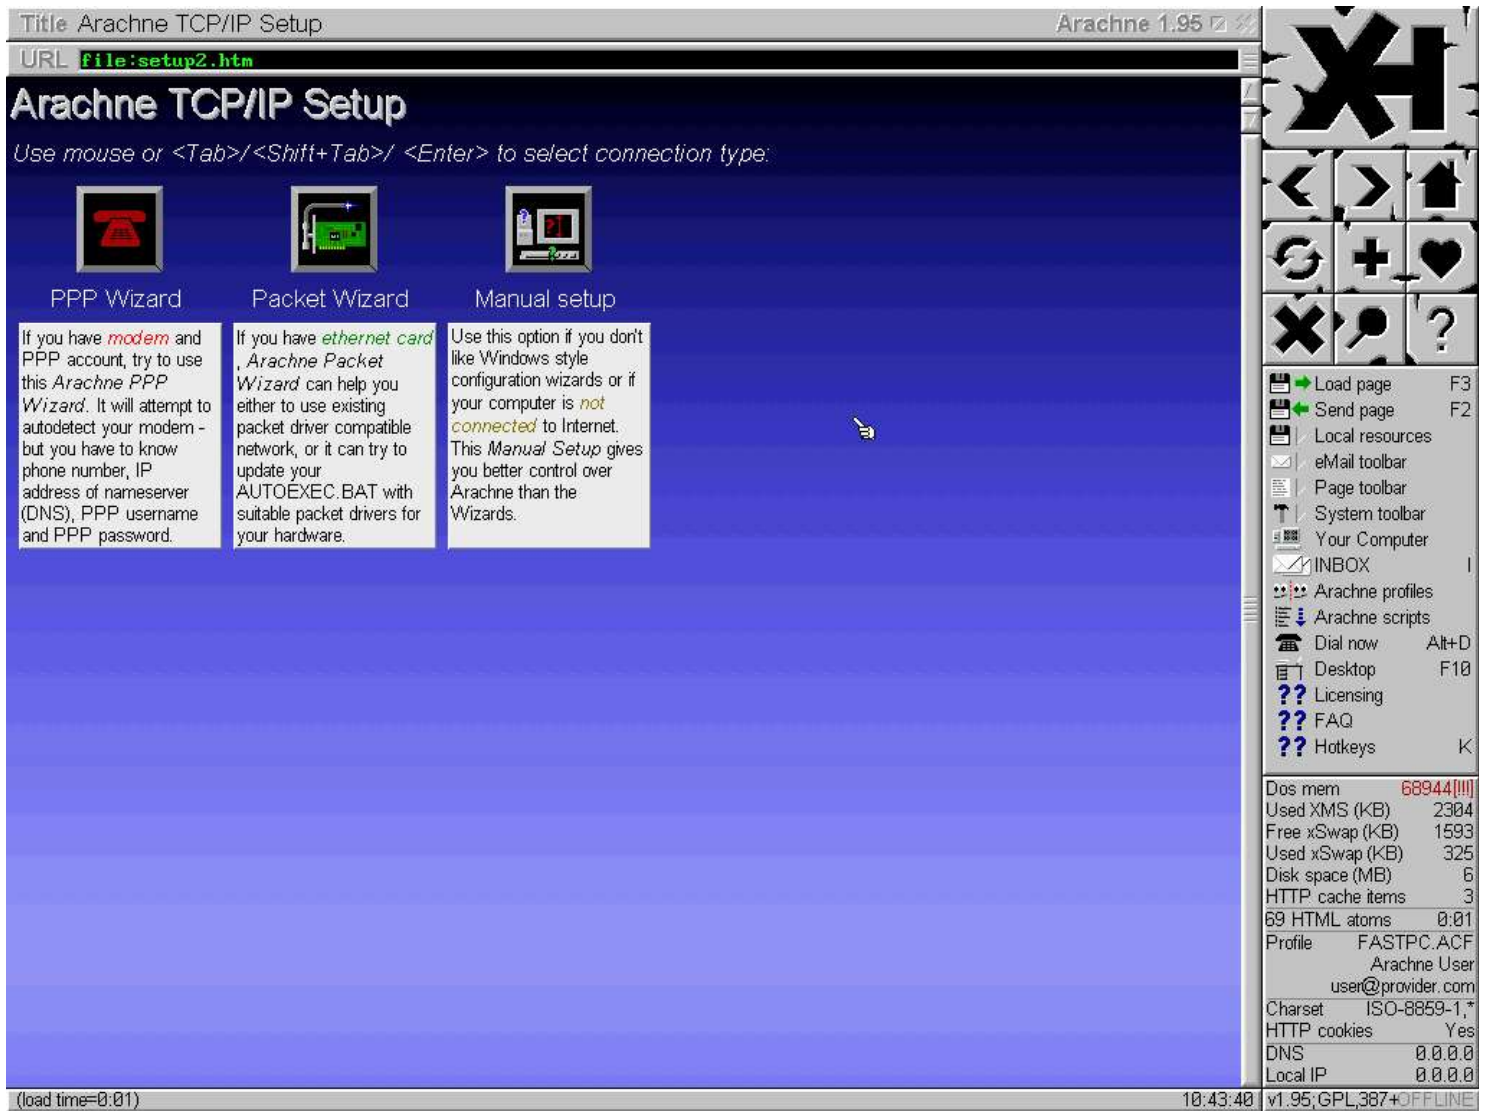 Title Arachne TCP/IP Setup
Arachne 1.95
URL file:setup2.htm
Arachne TCP/IP Setup
Use mouse or <Tab>/<Shift+Tab>/ <Enter> to select connection type:
PPP Wizard
If you have modem and
PPP account, try to use
this Arachne PPP
Wizard. It will attempt to
autodetect your modem -
but you have to know
phone number, IP
address of nameserver
(DNS), PPP username
and PPP password.
Packet Wizard
If you have ethernet card
, Arachne Packet
Wizard can help you
either to use existing
packet driver compatible
network, or it can try to
update your
AUTOEXEC.BAT with
suitable packet drivers for
your hardware.
Manual setup
Use this option if you don't
like Windows style
configuration wizards or if
your computer is not
connected to Internet.
This Manual Setup gives
you better control over
Arachne than the
Wizards.
Load page F3
Send page F2
Local resources
eMail toolbar
Page toolbar
System toolbar
Your Computer
INBOX I
Arachne profiles
Arachne scripts
Dial now Alt+D
Desktop F10
?? Licensing
?? FAQ
?? Hotkeys K
Dos mem 68944[!!!]
Used XMS (KB) 2304
Free xSwap (KB) 1593
Used xSwap (KB) 325
Disk space (MB) 6
HTTP cache items 3
69 HTML atoms 0:01
Profile FASTPC.ACF
Arachne User
user@provider.com
Charset ISO-8859-1,*
HTTP cookies Yes
DNS 0.0.0.0
Local IP 0.0.0.0
(load time=0:01)
10:43:40
v1.95;GPL,387+OFFLINE